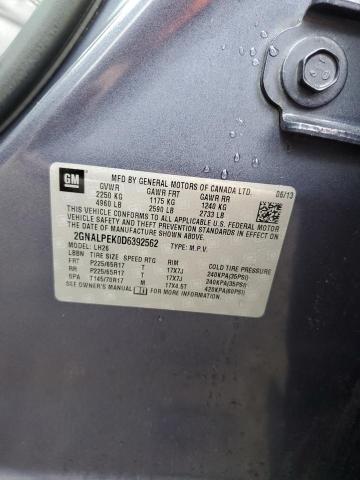 GM
MFD BY GENERAL MOTORS OF CANADA LTD.
06/13
GVWR GAWR FRT GAWR RR
2250 KG 1175 KG 1240 KG
4960 LB 2590 LB 2733 LB
THIS VEHICLE CONFORMS TO ALL APPLICABLE U.S. FEDERAL MOTOR
VEHICLE SAFETY, BUMPER, AND THEFT PREVENTION STANDARDS IN EFFECT ON
THE DATE OF MANUFACTURE SHOWN ABOVE.
2GNALPEK0D6392562 TYPE: M.P.V.
MODEL: LH26
LBBN TIRE SIZE SPEED RTG RIM COLD TIRE PRESSURE
FRT P225/65R17 T 17X7J 240KPA(35PSI)
RR P225/65R17 T 17X7J 240KPA(35PSI)
SPA T145/70R17 M 17X4.5T 420KPA(60PSI)
SEE OWNER'S MANUAL FOR MORE INFORMATION.